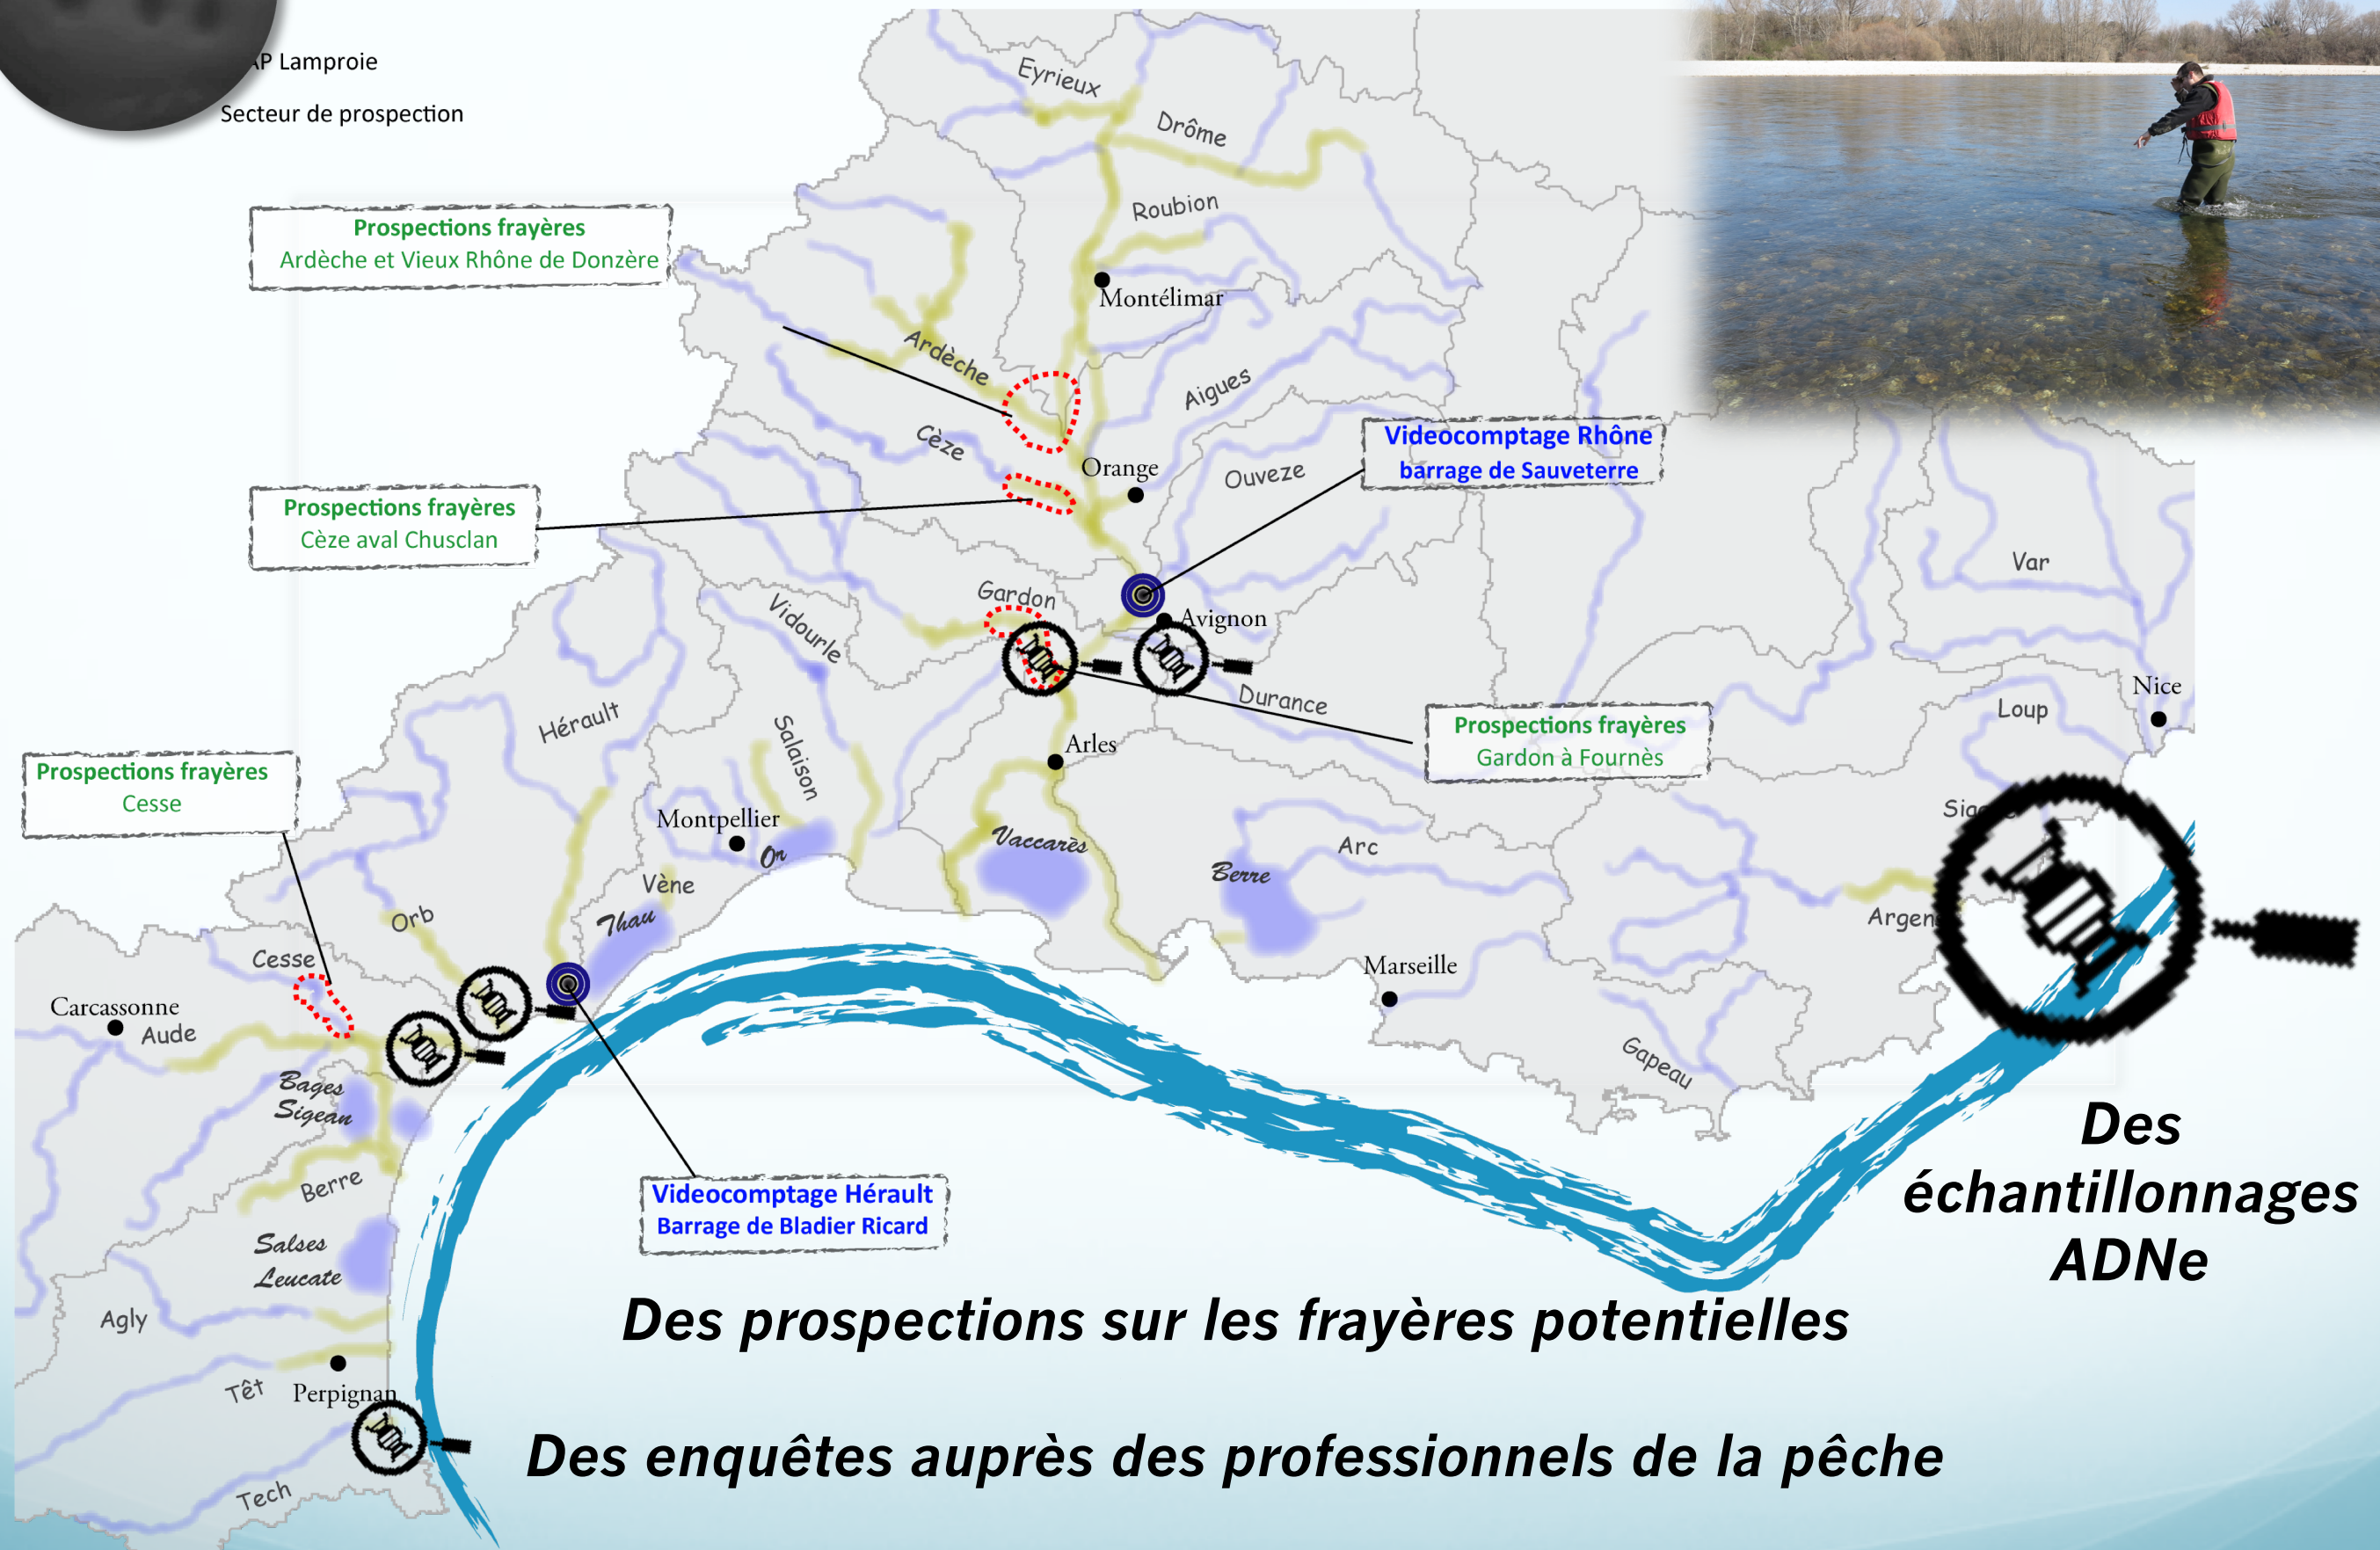 AP Lamproie
Secteur de prospection
Eyrieux
Drôme
Roubion
Prospections frayères
Ardèche et Vieux Rhône de Donzère
Montélimar
Ardèche
Aigues
Cèze
Orange
Ouveze
Videocomptage Rhône
barrage de Sauveterre
Prospections frayères
Cèze aval Chusclan
Var
Gardon
Vidourle
Avignon
Nice
Durance
Loup
Hérault
Salaison
Arles
Prospections frayères
Gardon à Fournès
Prospections frayères
Cesse
Montpellier
Or
Vaccarès
Arc
Berre
Vène
Thau
Orb
Argen
Cesse
Marseille
Carcassonne
Aude
Gapeau
Bages
Sigean
Berre
Videocomptage Hérault
Barrage de Bladier Ricard
Salses
Leucate
Agly
Têt
Perpignan
Tech
Des
échantillonnages
ADNe
Des prospections sur les frayères potentielles
Des enquêtes auprès des professionnels de la pêche